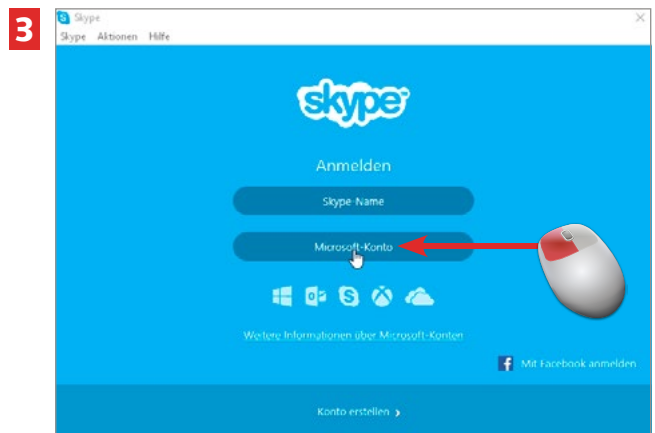 3
Skype
Skype Aktionen Hilfe
skype
Anmelden
Skype-Name
Microsoft-Konto
Weitere Informationen über Microsoft-Konten
Mit Facebook anmelden
Konto erstellen